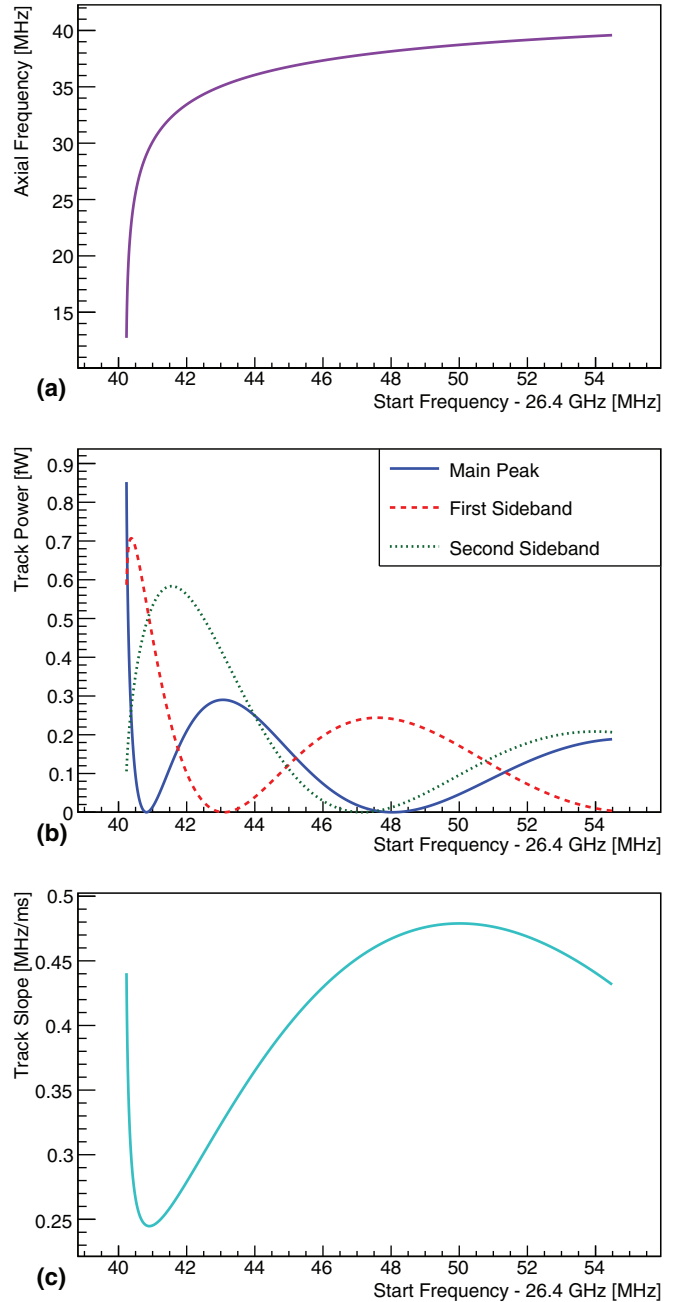 Axial Frequency [MHz]
40
35
30
25
20
15
40 42 44 46 48 50 52 54
Start Frequency - 26.4 GHz [MHz]
(a)
Track Power [fW]
0.9
0.8
0.7
0.6
0.5
0.4
0.3
0.2
0.1
0
Main Peak
First Sideband
Second Sideband
40 42 44 46 48 50 52 54
Start Frequency - 26.4 GHz [MHz]
(b)
Track Slope [MHz/ms]
0.5
0.45
0.4
0.35
0.3
0.25
40 42 44 46 48 50 52 54
Start Frequency - 26.4 GHz [MHz]
(c)